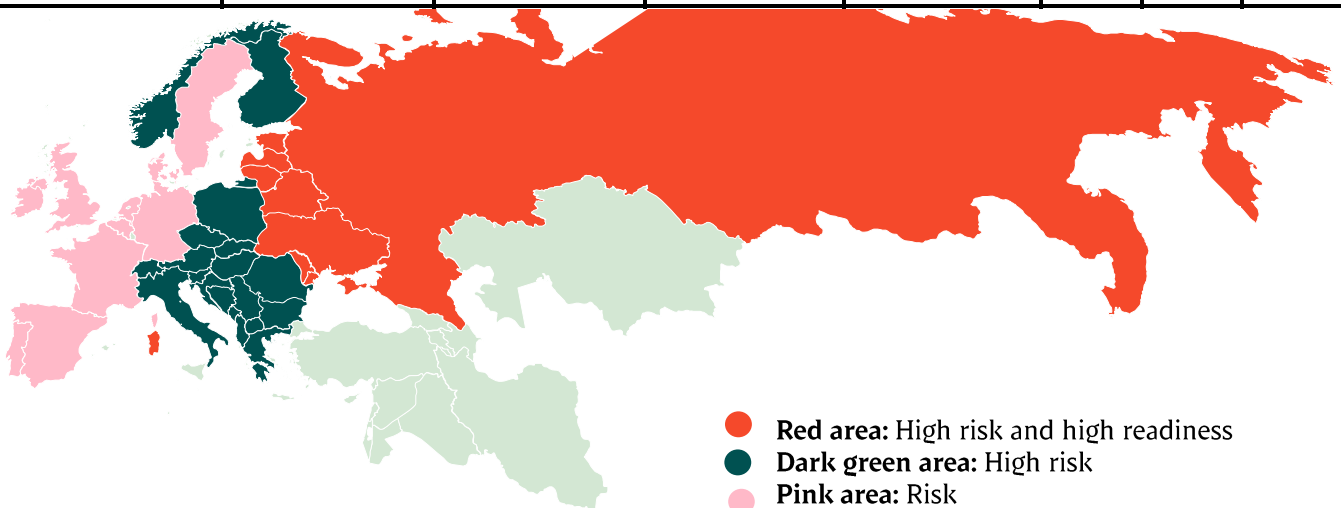 Red area: High risk and high readiness
Dark green area: High risk
Pink area: Risk